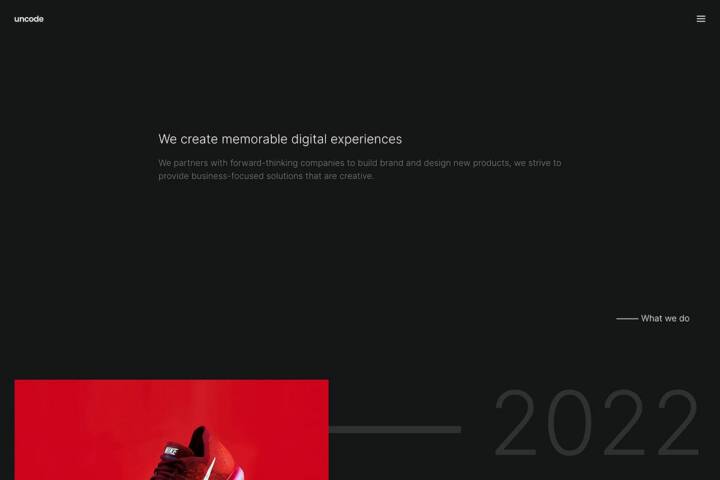 uncode
We create memorable digital experiences
We partners with forward-thinking companies to build brand and design new products, we strive to
provide business-focused solutions that are creative.
What we do
2022
NIKE